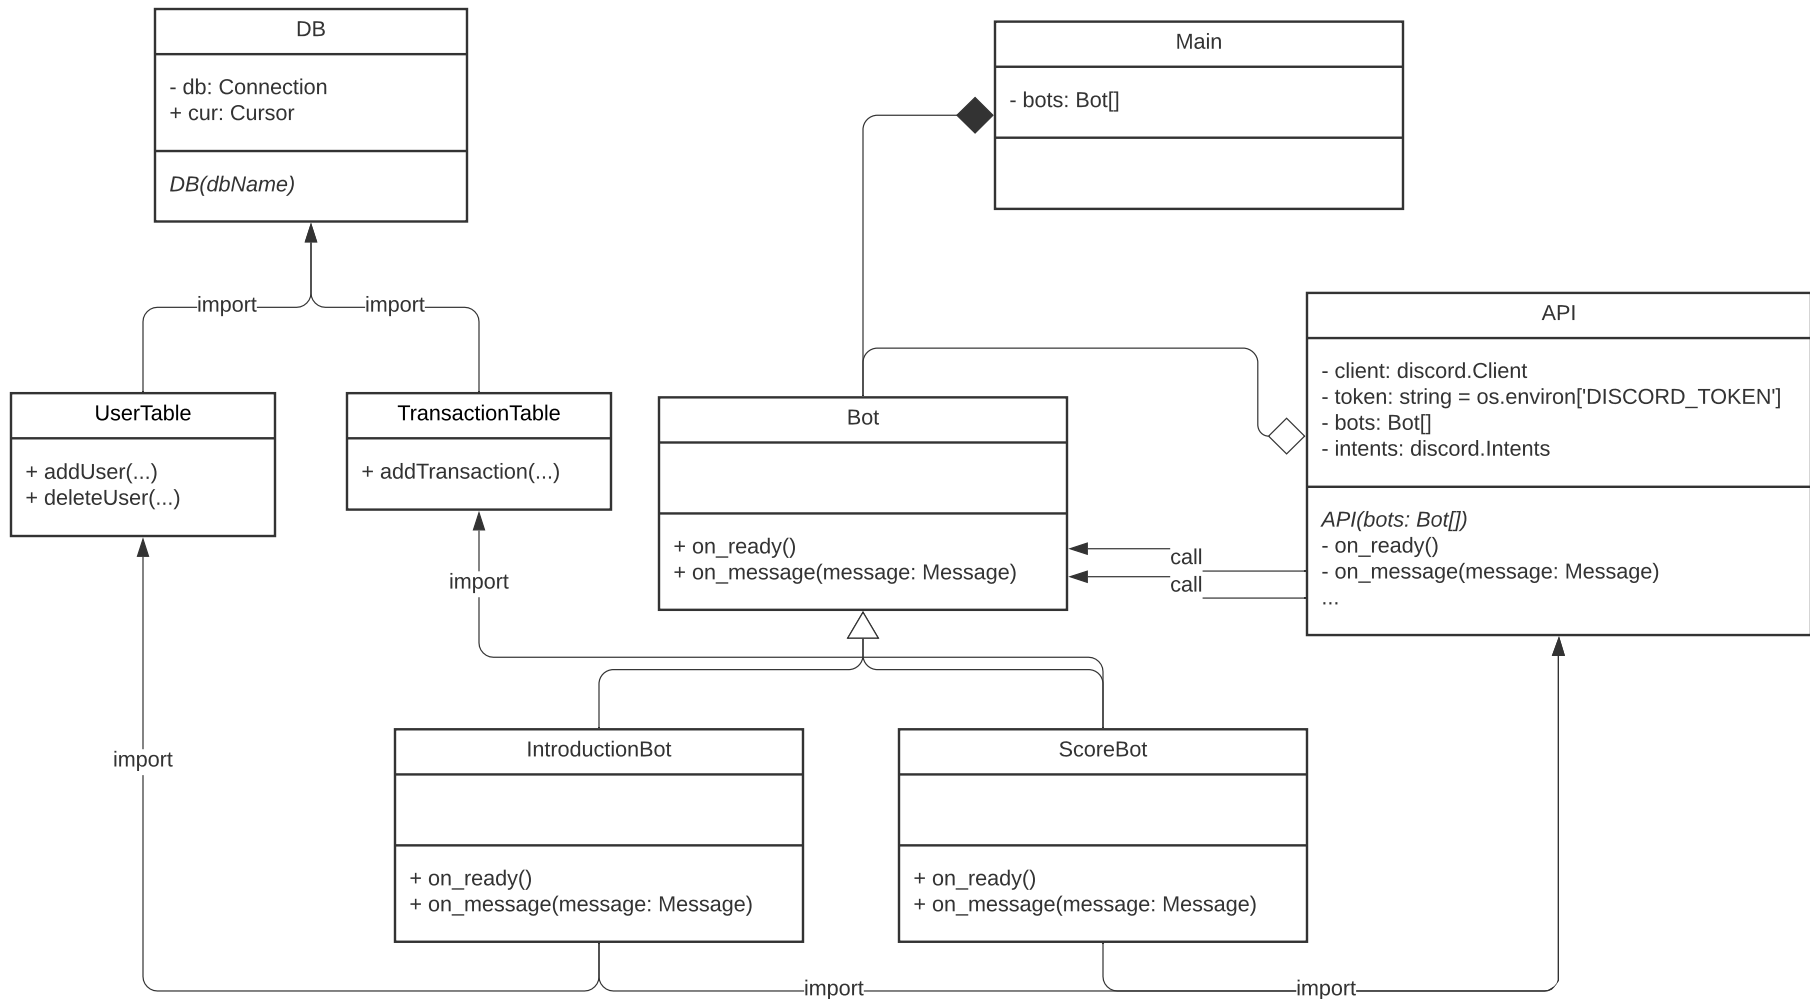 DB
- db: Connection
+ cur: Cursor
DB(dbName)
Main
- bots: Bot[]
import
import
API
- client: discord.Client
- token: string = os.environ['DISCORD_TOKEN']
- bots: Bot[]
- intents: discord.Intents
API(bots: Bot[])
- on_ready()
- on_message(message: Message)
...
UserTable
+ addUser(...)
+ deleteUser(...)
TransactionTable
+ addTransaction(...)
Bot
+ on_ready()
+ on_message(message: Message)
call
call
import
import
IntroductionBot
+ on_ready()
+ on_message(message: Message)
ScoreBot
+ on_ready()
+ on_message(message: Message)
import
import